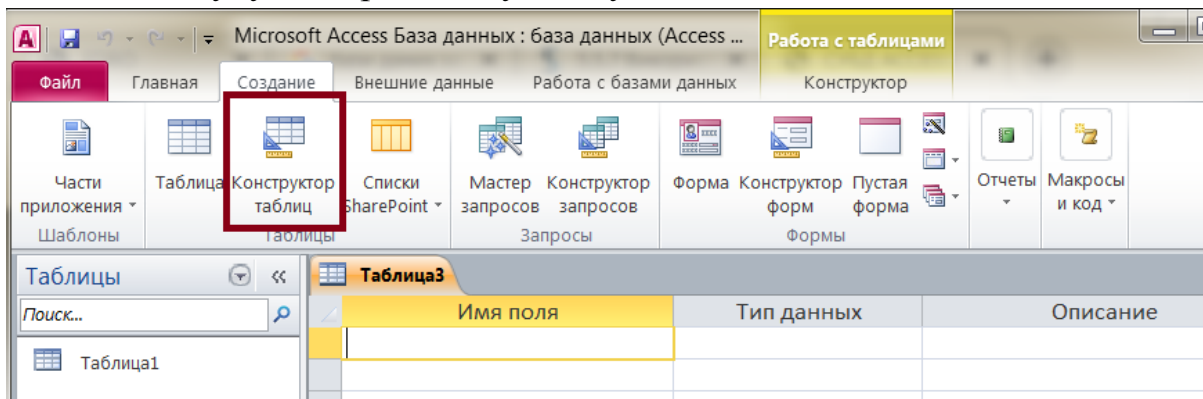 Microsoft Access База данных : база данных (Access ...
Работа с таблицами
Файл Главная Создание Внешние данные Работа с базами данных Конструктор
Части приложения
Таблица
Конструктор таблиц
Списки SharePoint
Мастер запросов
Конструктор запросов
Форма
Конструктор форм
Пустая форма
Отчеты
Макросы и код
Шаблоны Таблицы Запросы Формы
Таблицы
Таблица3
Поиск...
Имя поля Тип данных Описание
Таблица1